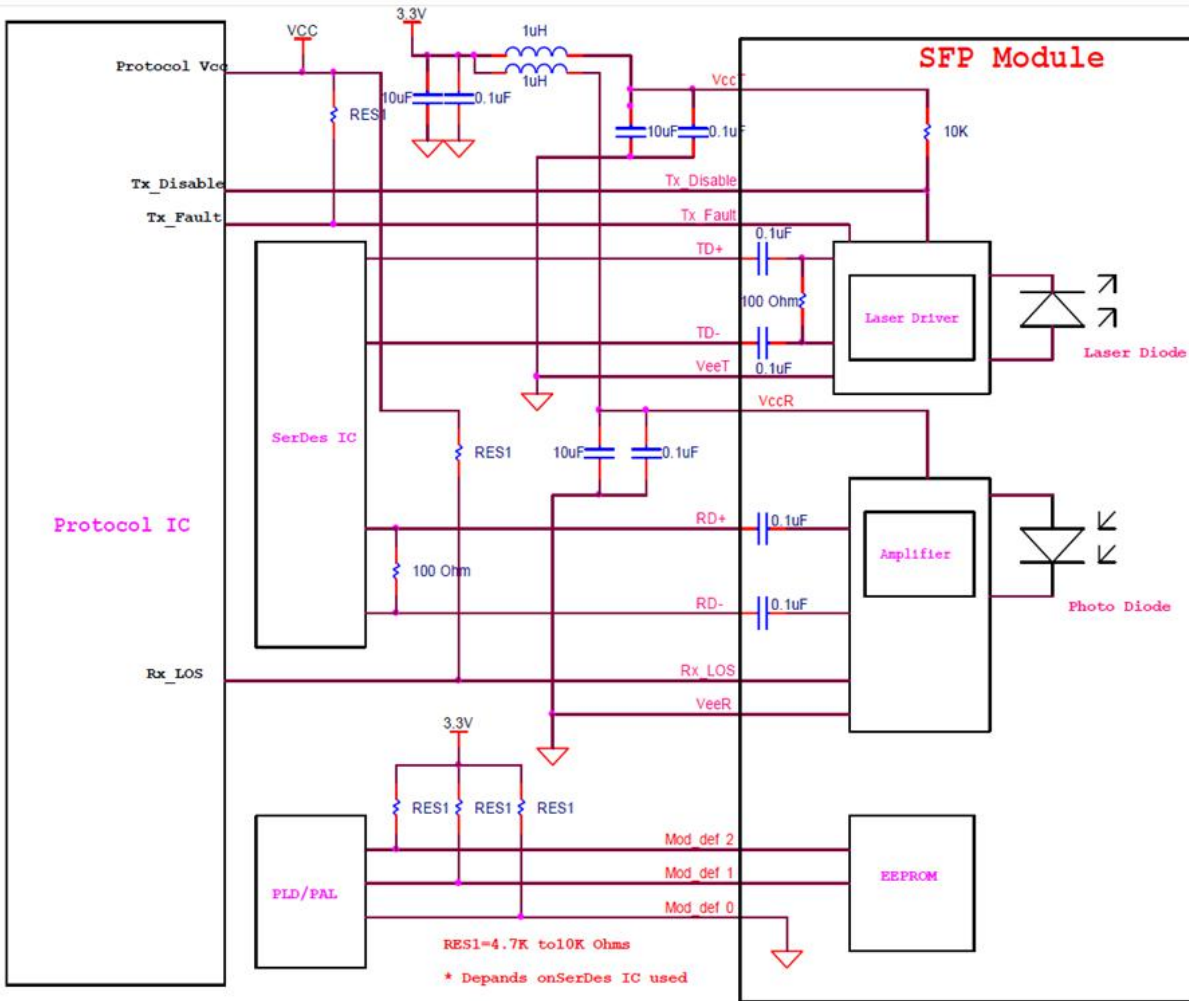 3.3V
VCC
1uH
SFP Module
Protocol Vcc
1uH
VccT
10uF
0.1uF
RES1
10uF
0.1uF
10K
Tx_Disable
Tx_Disable
Tx_Fault
Tx_Fault
0.1uF
TD+
100 Ohm
Laser Driver
TD-
Laser Diode
VeeT
0.1uF
VccR
SerDes IC
RES1
10uF
0.1uF
Protocol IC
RD+
0.1uF
Amplifier
100 Ohm
RD-
0.1uF
Photo Diode
Rx_LOS
Rx_LOS
VeeR
3.3V
RES1
RES1
RES1
Mod_def 2
PLD/PAL
Mod_def 1
EEPROM
Mod_def 0
RES1=4.7K to10K Ohms
* Depands onSerDes IC used